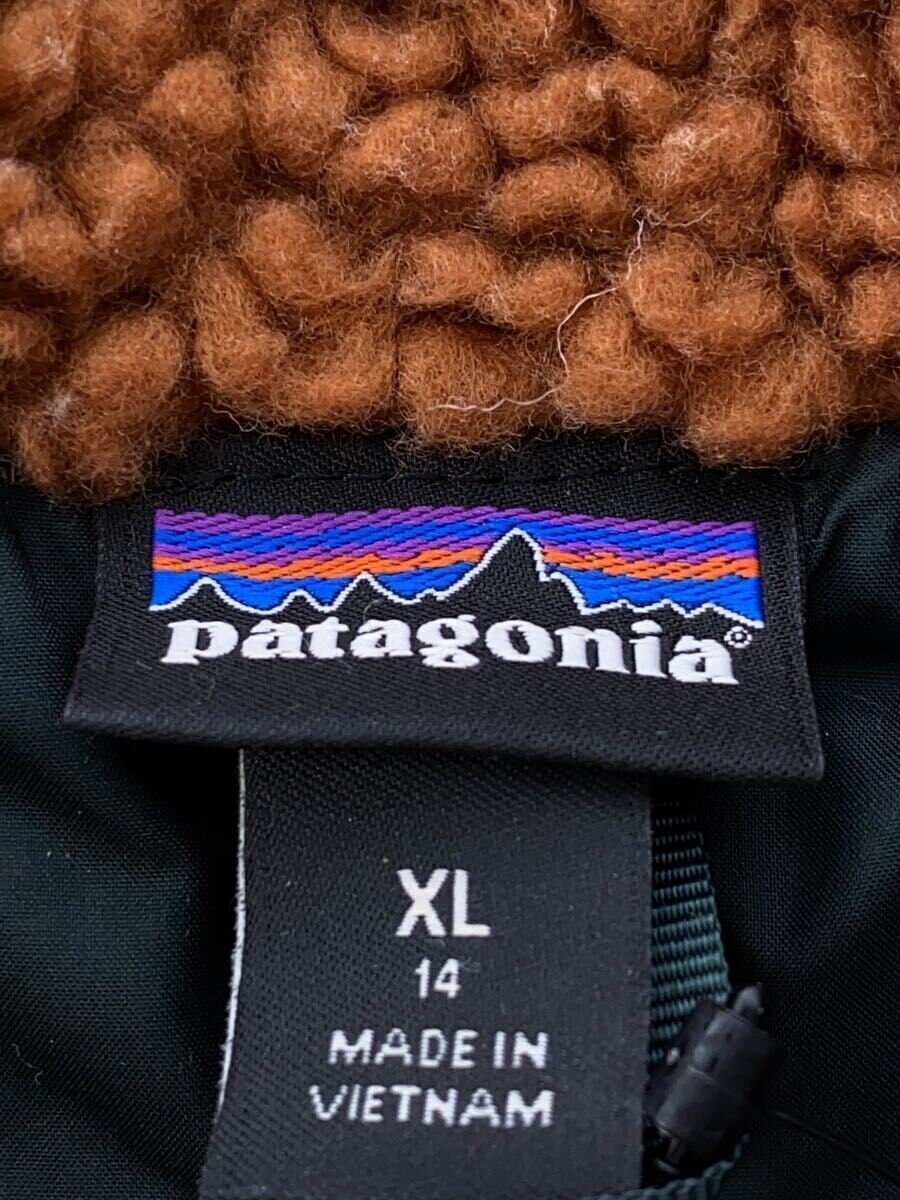 patagonia®
XL
14
MADE IN
VIETNAM